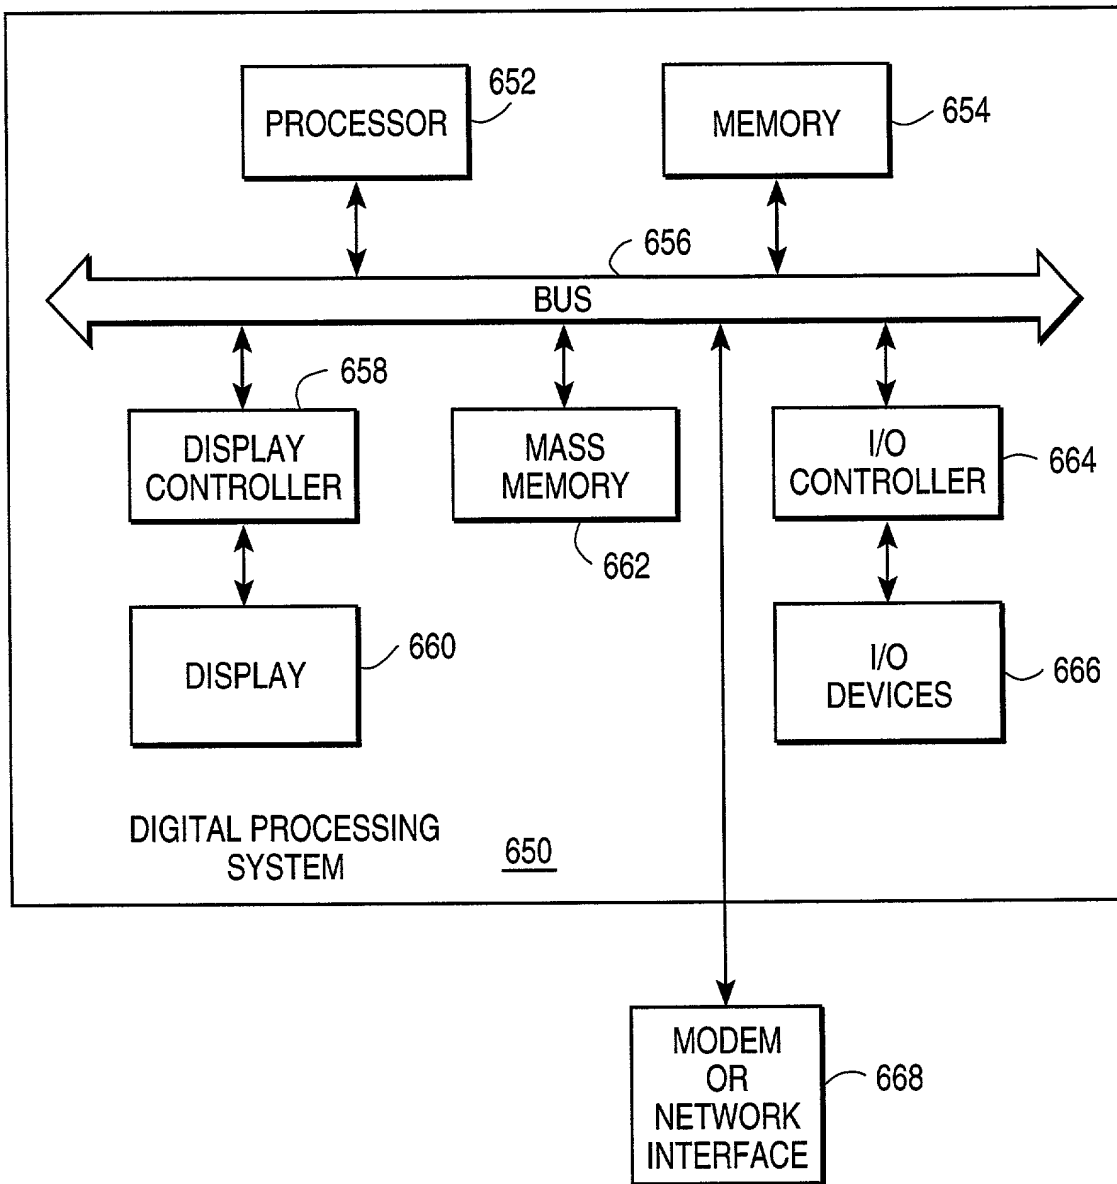 652
PROCESSOR
654
MEMORY
656
BUS
658
DISPLAY
CONTROLLER
MASS
MEMORY
662
I/O
CONTROLLER
664
DISPLAY
660
I/O
DEVICES
666
DIGITAL PROCESSING
SYSTEM
650
MODEM
OR
NETWORK
INTERFACE
668